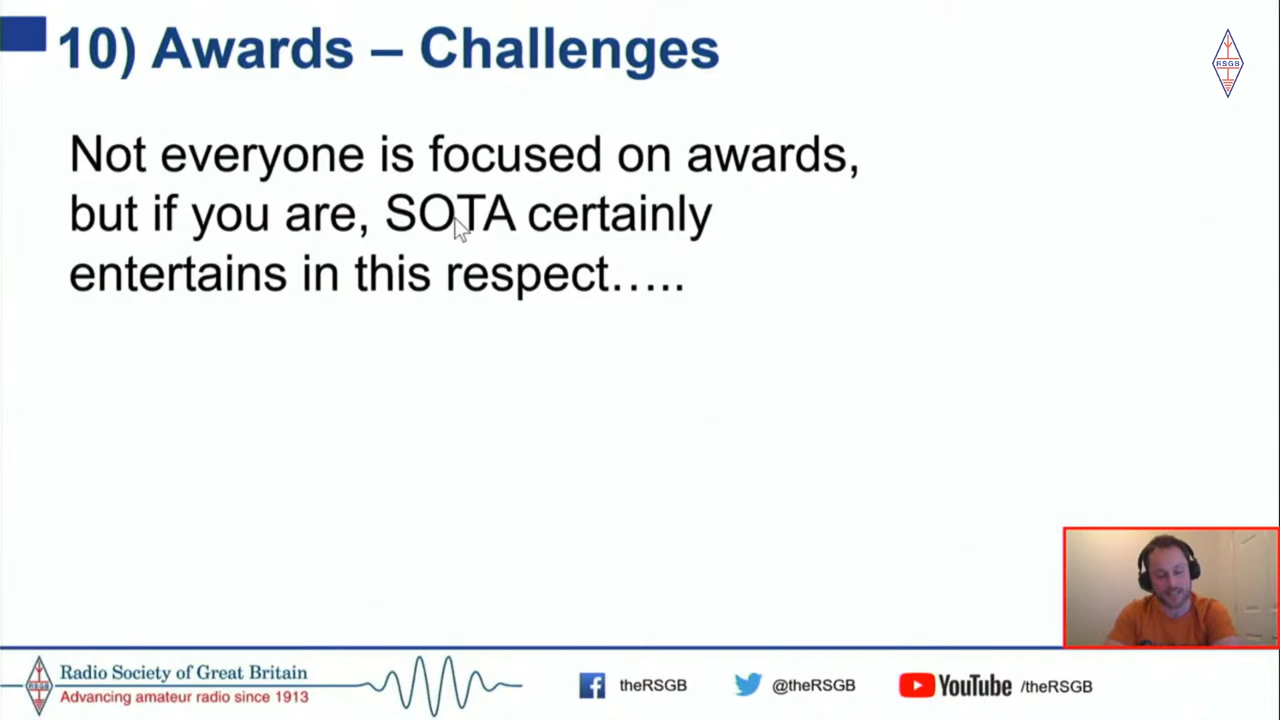 10) Awards – Challenges
RSGB
Not everyone is focused on awards,
but if you are, SOTA certainly
entertains in this respect…..
RSGB
Radio Society of Great Britain
Advancing amateur radio since 1913
theRSGB
@theRSGB
YouTube /theRSGB